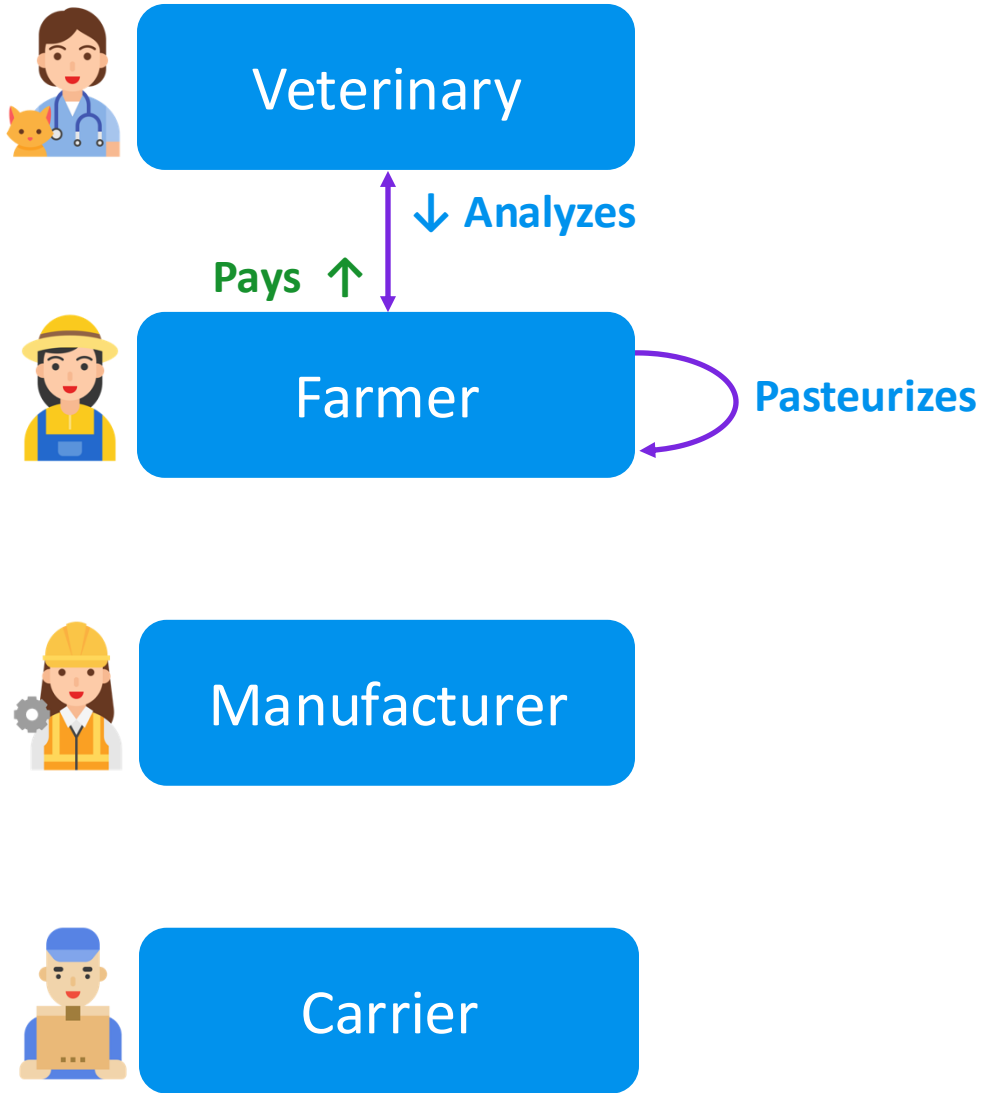 Veterinary
↓ Analyzes
Pays ↑
Farmer
Pasteurizes
Manufacturer
Carrier